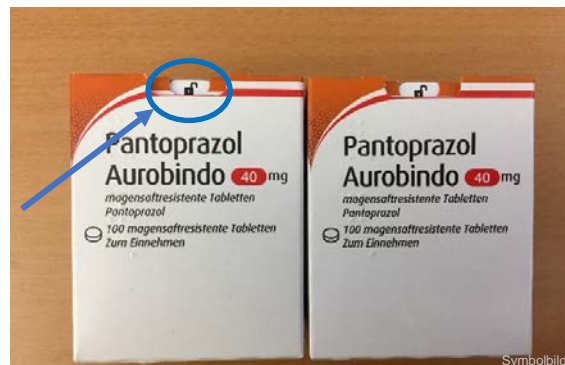 Pantoprazol
Aurobindo 40 mg
magensaftresistente Tabletten
Pantoprazol
100 magensaftresistente Tabletten
Zum Einnehmen
Pantoprazol
Aurobindo 40 mg
magensaftresistente Tabletten
Pantoprazol
100 magensaftresistente Tabletten
Zum Einnehmen
Symbolbild